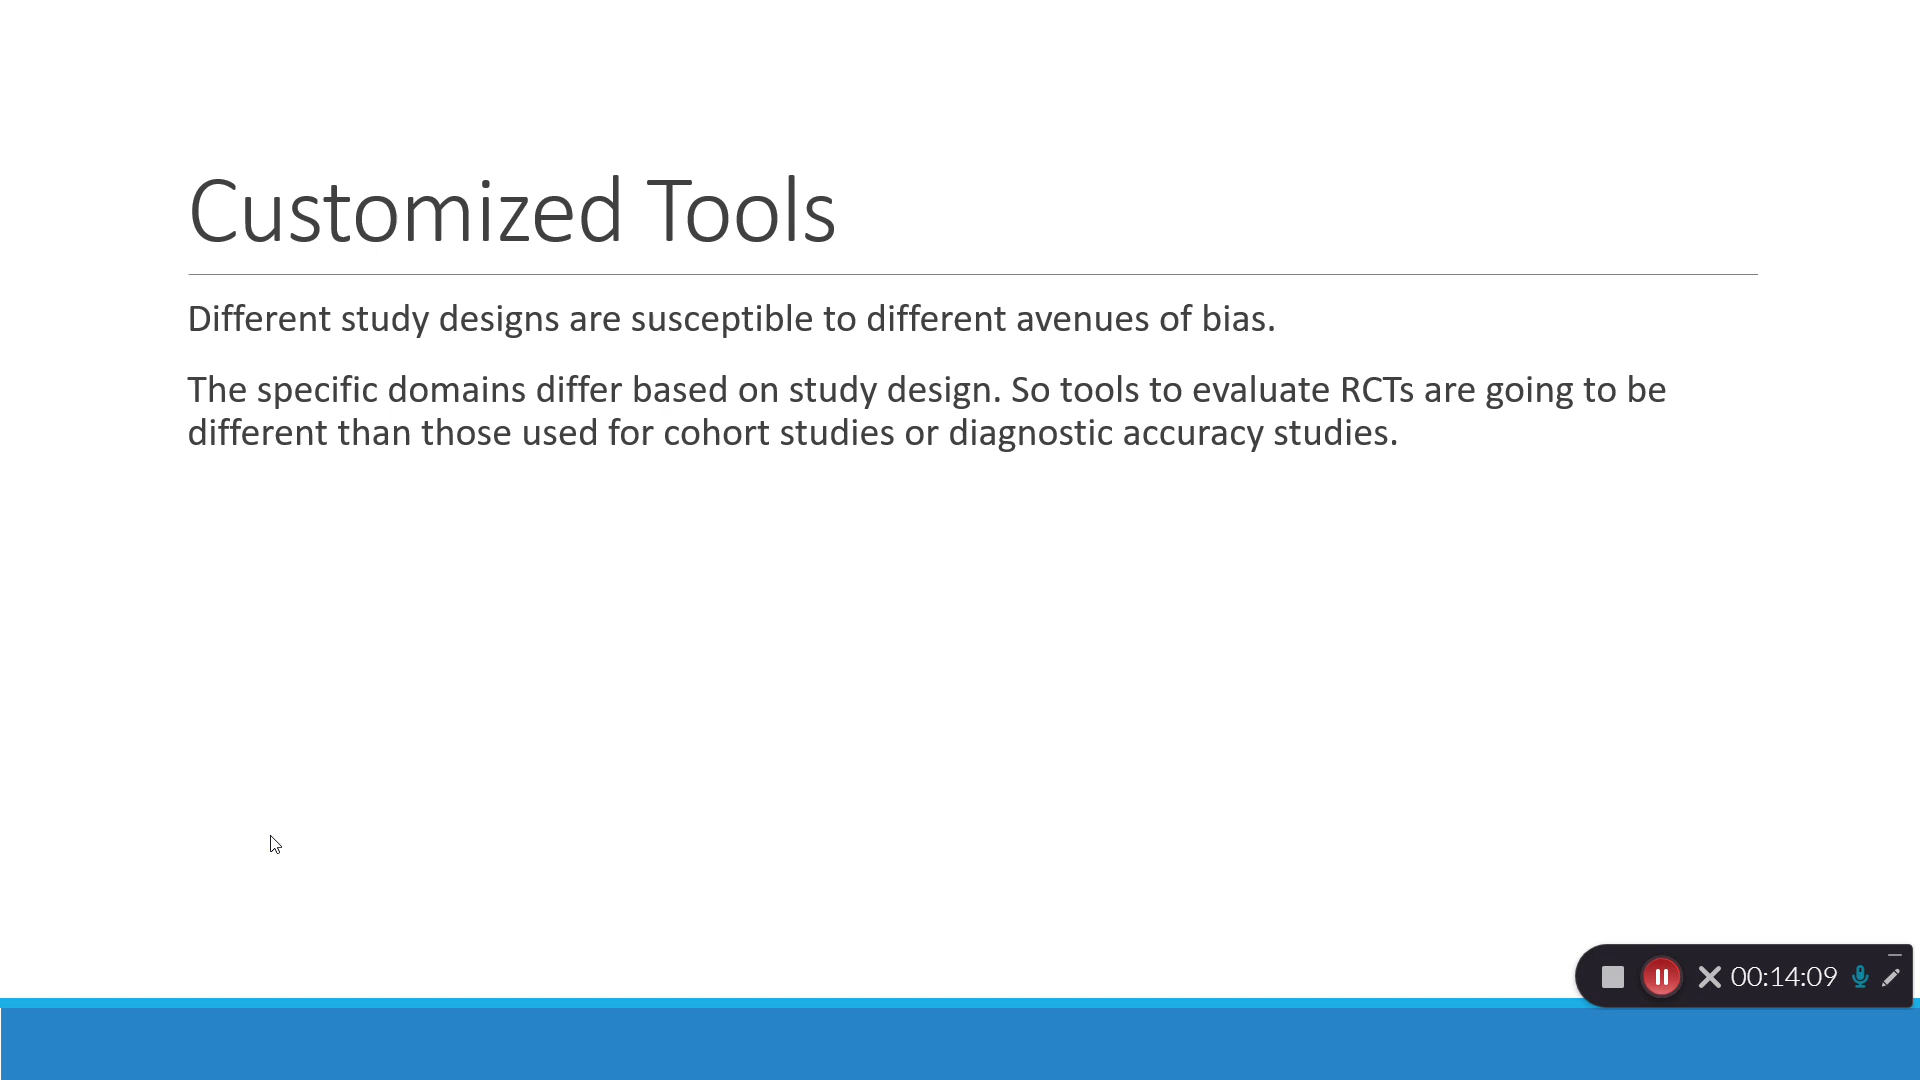 Customized Tools
Different study designs are susceptible to different avenues of bias.
The specific domains differ based on study design. So tools to evaluate RCTs are going to be
different than those used for cohort studies or diagnostic accuracy studies.
00:14:09